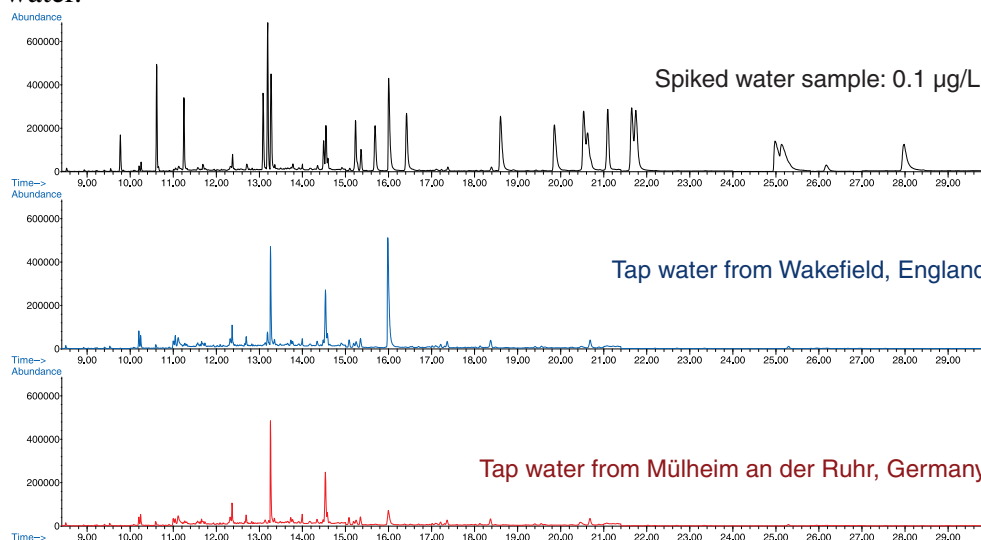 water.
Abundance
600000
400000
200000
0
Spiked water sample: 0.1 µg/L
9.00 10.00 11.00 12.00 13.00 14.00 15.00 16.00 17.00 18.00 19.00 20.00 21.00 22.00 23.00 24.00 25.00 26.00 27.00 28.00 29.00
Time-->
Abundance
600000
400000
200000
0
Tap water from Wakefield, England
9.00 10.00 11.00 12.00 13.00 14.00 15.00 16.00 17.00 18.00 19.00 20.00 21.00 22.00 23.00 24.00 25.00 26.00 27.00 28.00 29.00
Time-->
Abundance
600000
400000
200000
0
Tap water from Mülheim an der Ruhr, Germany
9.00 10.00 11.00 12.00 13.00 14.00 15.00 16.00 17.00 18.00 19.00 20.00 21.00 22.00 23.00 24.00 25.00 26.00 27.00 28.00 29.00
Time-->